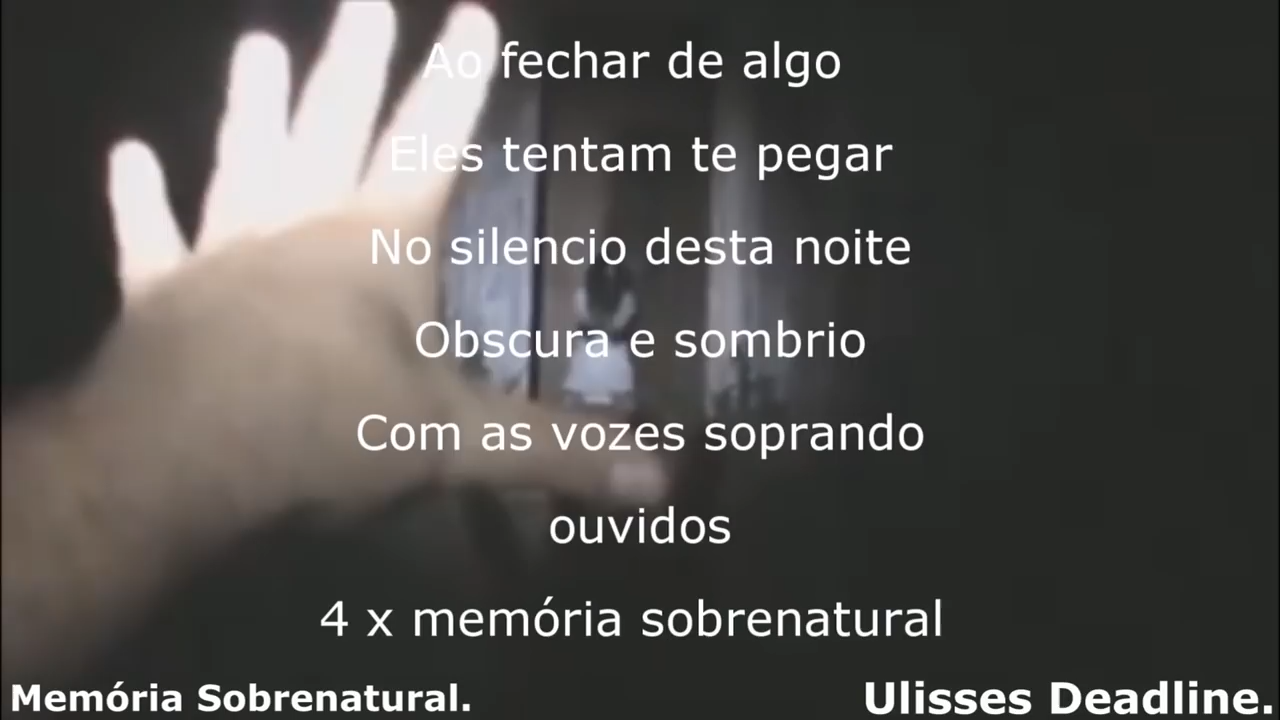 Ao fechar de algo
Eles tentam te pegar
No silencio desta noite
Obscura e sombrio
Com as vozes soprando
ouvidos
4 x memória sobrenatural
Memória Sobrenatural.
Ulisses Deadline.